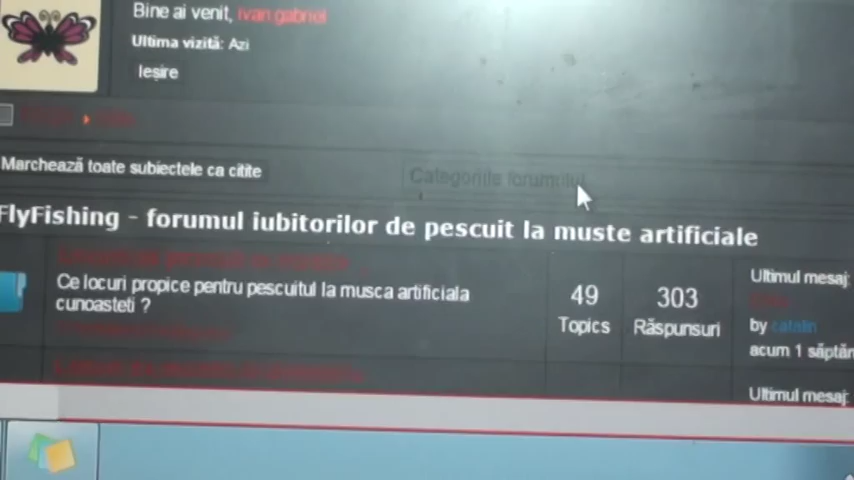 Bine ai venit, ivan gabriel
Ultima vizită: Azi
Ieșire
Marchează toate subiectele ca citite
Categoriile forumului
FlyFishing - forumul iubitorilor de pescuit la muste artificiale
Ce locuri propice pentru pescuitul la musca artificiala
cunoasteti ?
49
Topics
303
Răspunsuri
Ultimul mesaj:
by catalin
acum 1 săptăm
Ultimul mesaj: